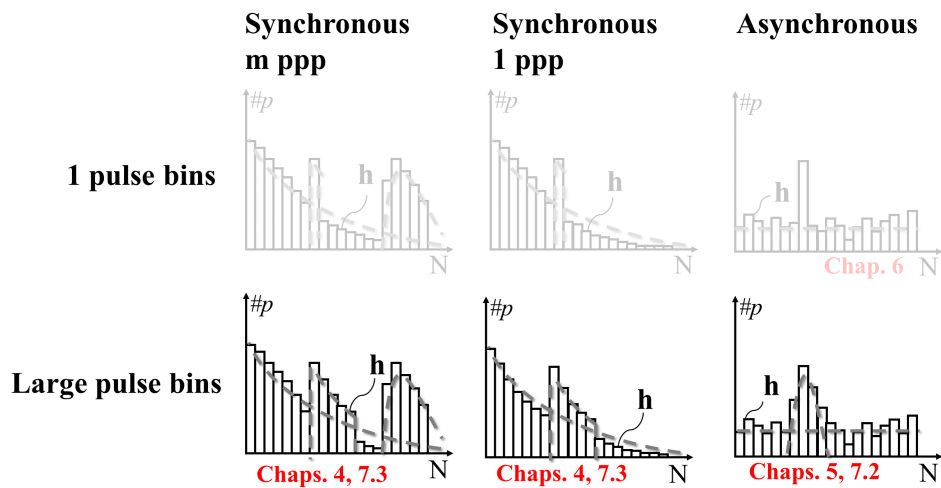 Synchronous
m ppp
Synchronous
1 ppp
Asynchronous
1 pulse bins
#p
h
N
#p
h
N
#p
h
N
Chap. 6
Large pulse bins
#p
h
N
Chaps. 4, 7.3
#p
h
N
Chaps. 4, 7.3
#p
h
N
Chaps. 5, 7.2